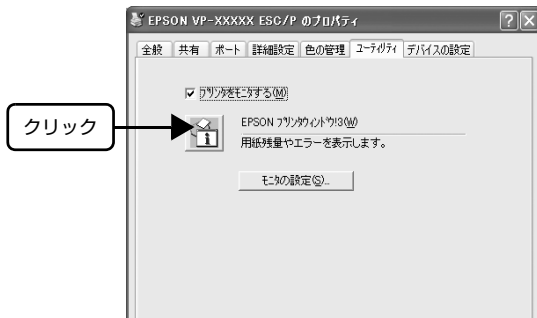 EPSON VP-XXXXX ESC/P のプロパティ
全般 共有 ポート 詳細設定 色の管理 ユーティリティ デバイスの設定
プリンタをモニタする(M)
クリック
EPSON プリンタウィンドウ!3(W)
用紙残量やエラーを表示します。
モニタの設定(S)...